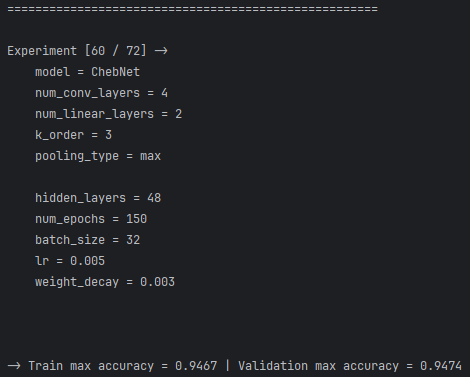 =====================================================
Experiment [60 / 72] ->
model = ChebNet
num_conv_layers = 4
num_linear_layers = 2
k_order = 3
pooling_type = max
hidden_layers = 48
num_epochs = 150
batch_size = 32
lr = 0.005
weight_decay = 0.003
-> Train max accuracy = 0.9467 | Validation max accuracy = 0.9474